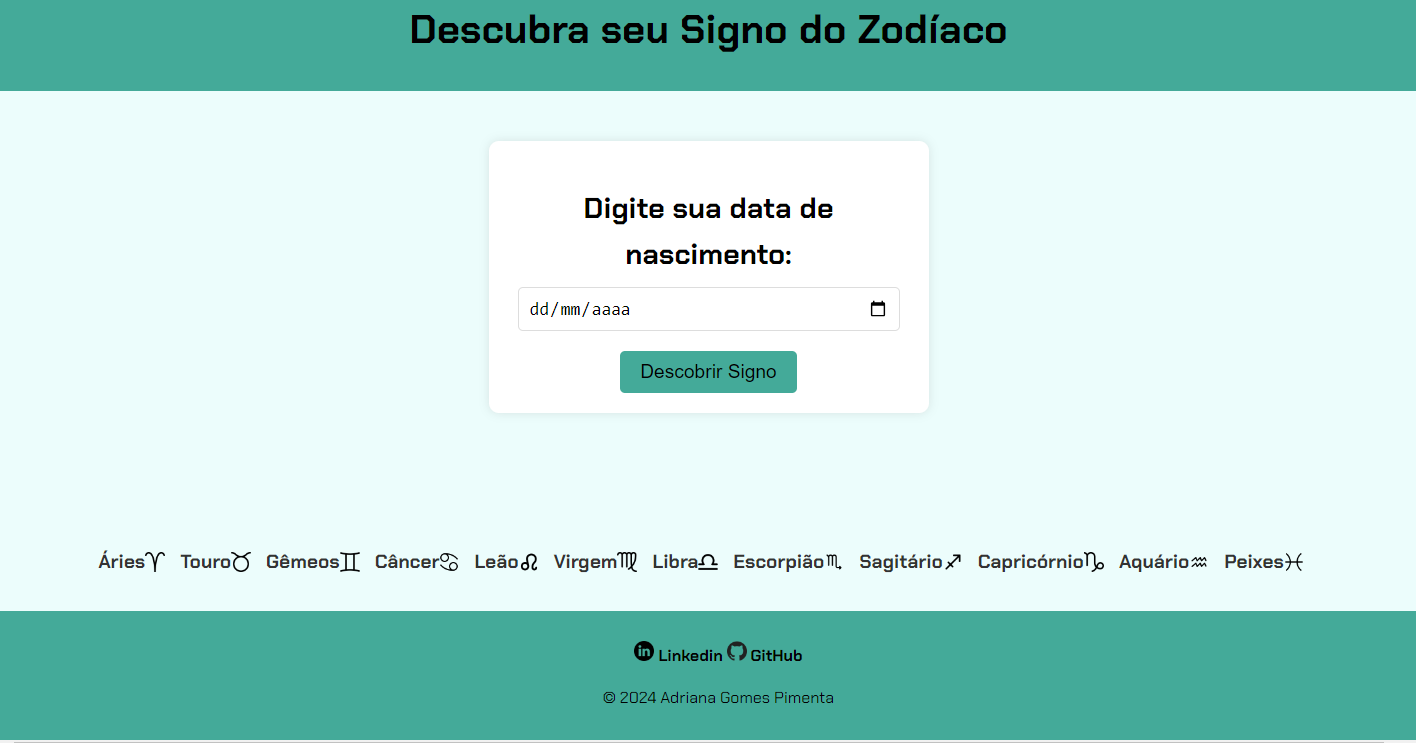 Descubra seu Signo do Zodíaco
Digite sua data de
nascimento:
dd/mm/aaaa
Descobrir Signo
Áries♈︎ Touro♉︎ Gêmeos♊︎ Câncer♋︎ Leão♌︎ Virgem♍︎ Libra♎︎ Escorpião♏︎ Sagitário♐︎ Capricórnio♑︎ Aquário♒︎ Peixes♓︎
in Linkedin GitHub
© 2024 Adriana Gomes Pimenta